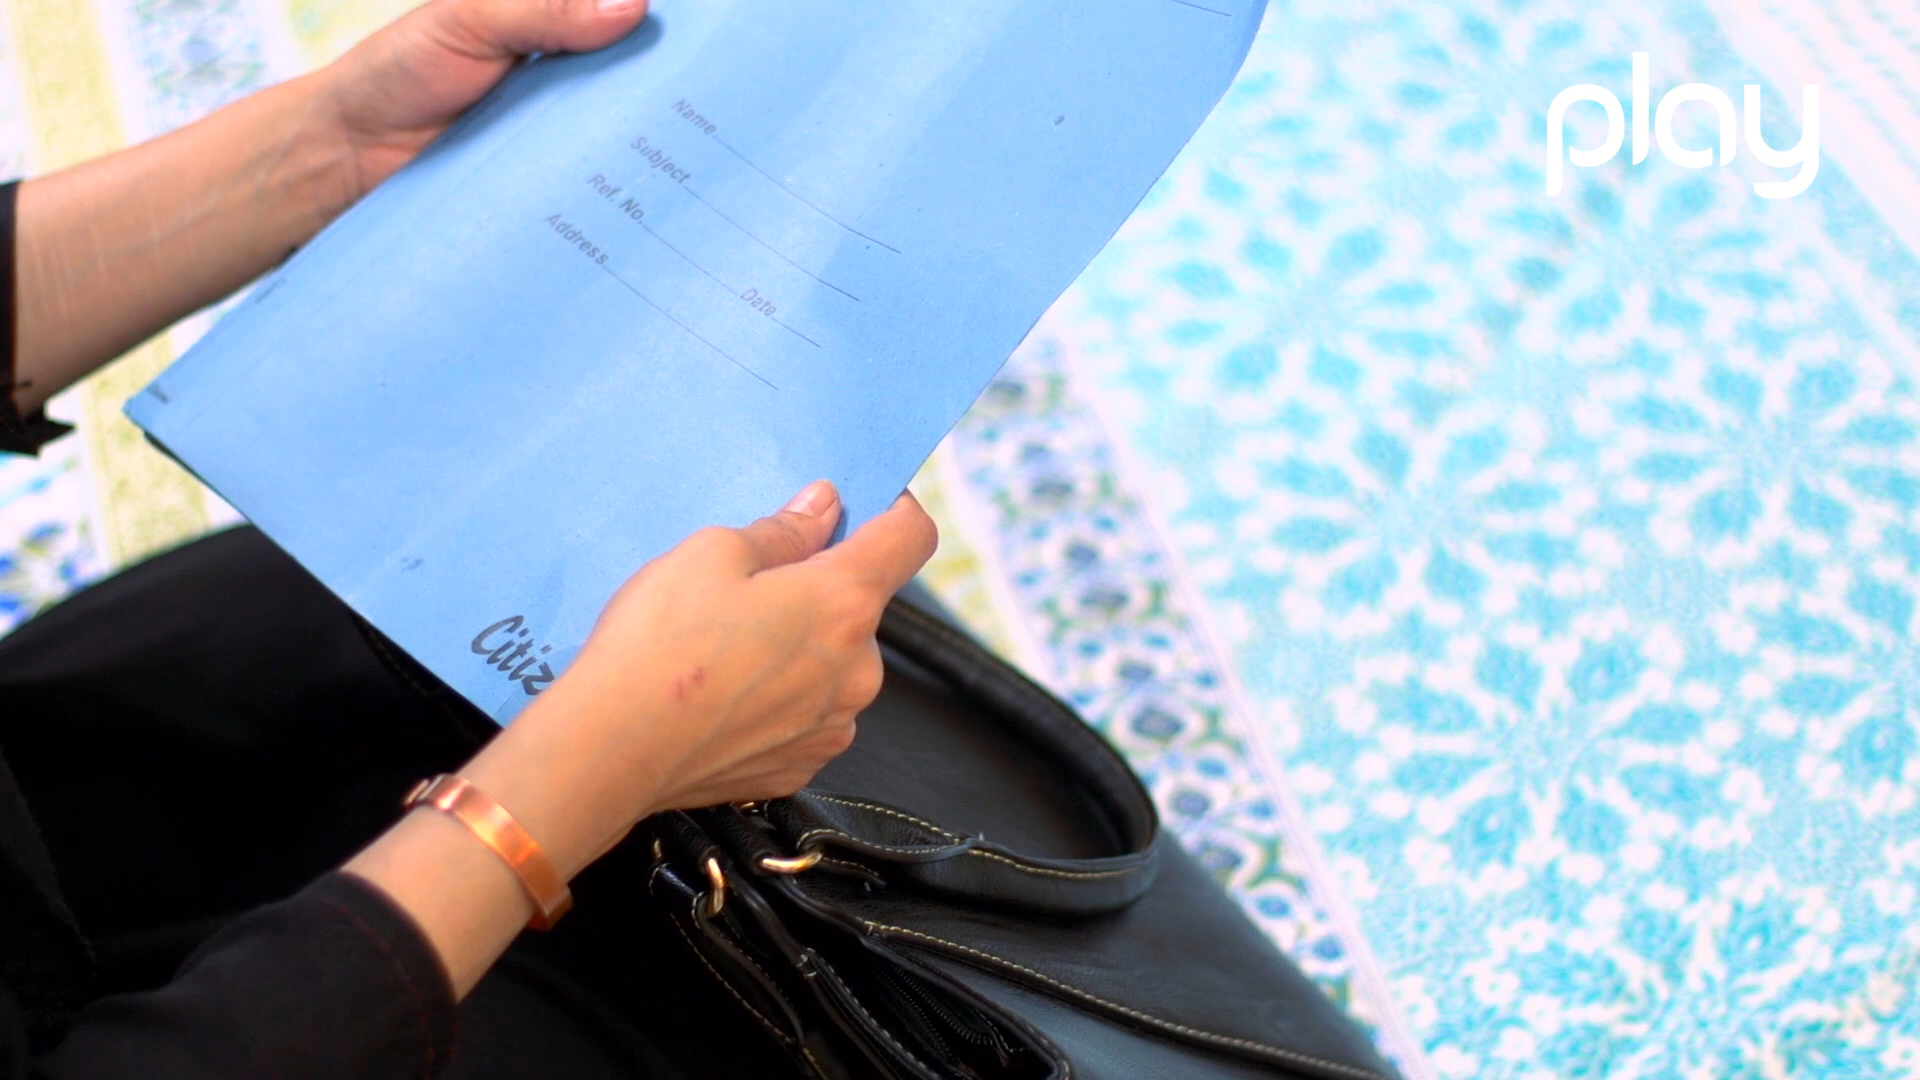 play
Name
Subject
Ref. No. Date
Address